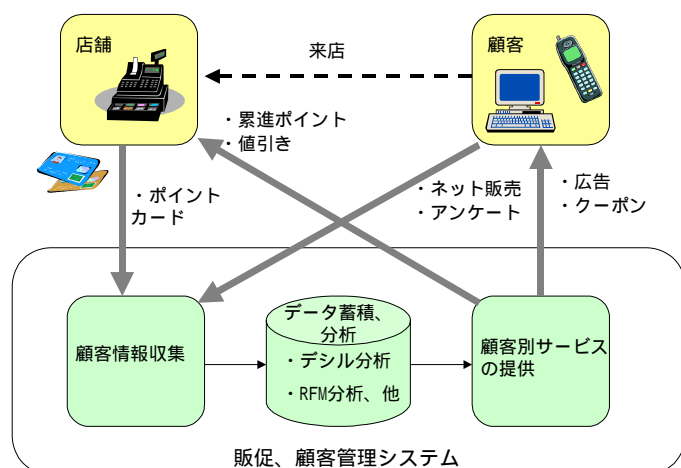 店舗
顧客
来店
・累進ポイント
・値引き
・ポイント
カード
・ネット販売
・アンケート
・広告
・クーポン
顧客情報収集
データ蓄積、
分析
・デシル分析
・RFM分析、他
顧客別サービス
の提供
販促、顧客管理システム